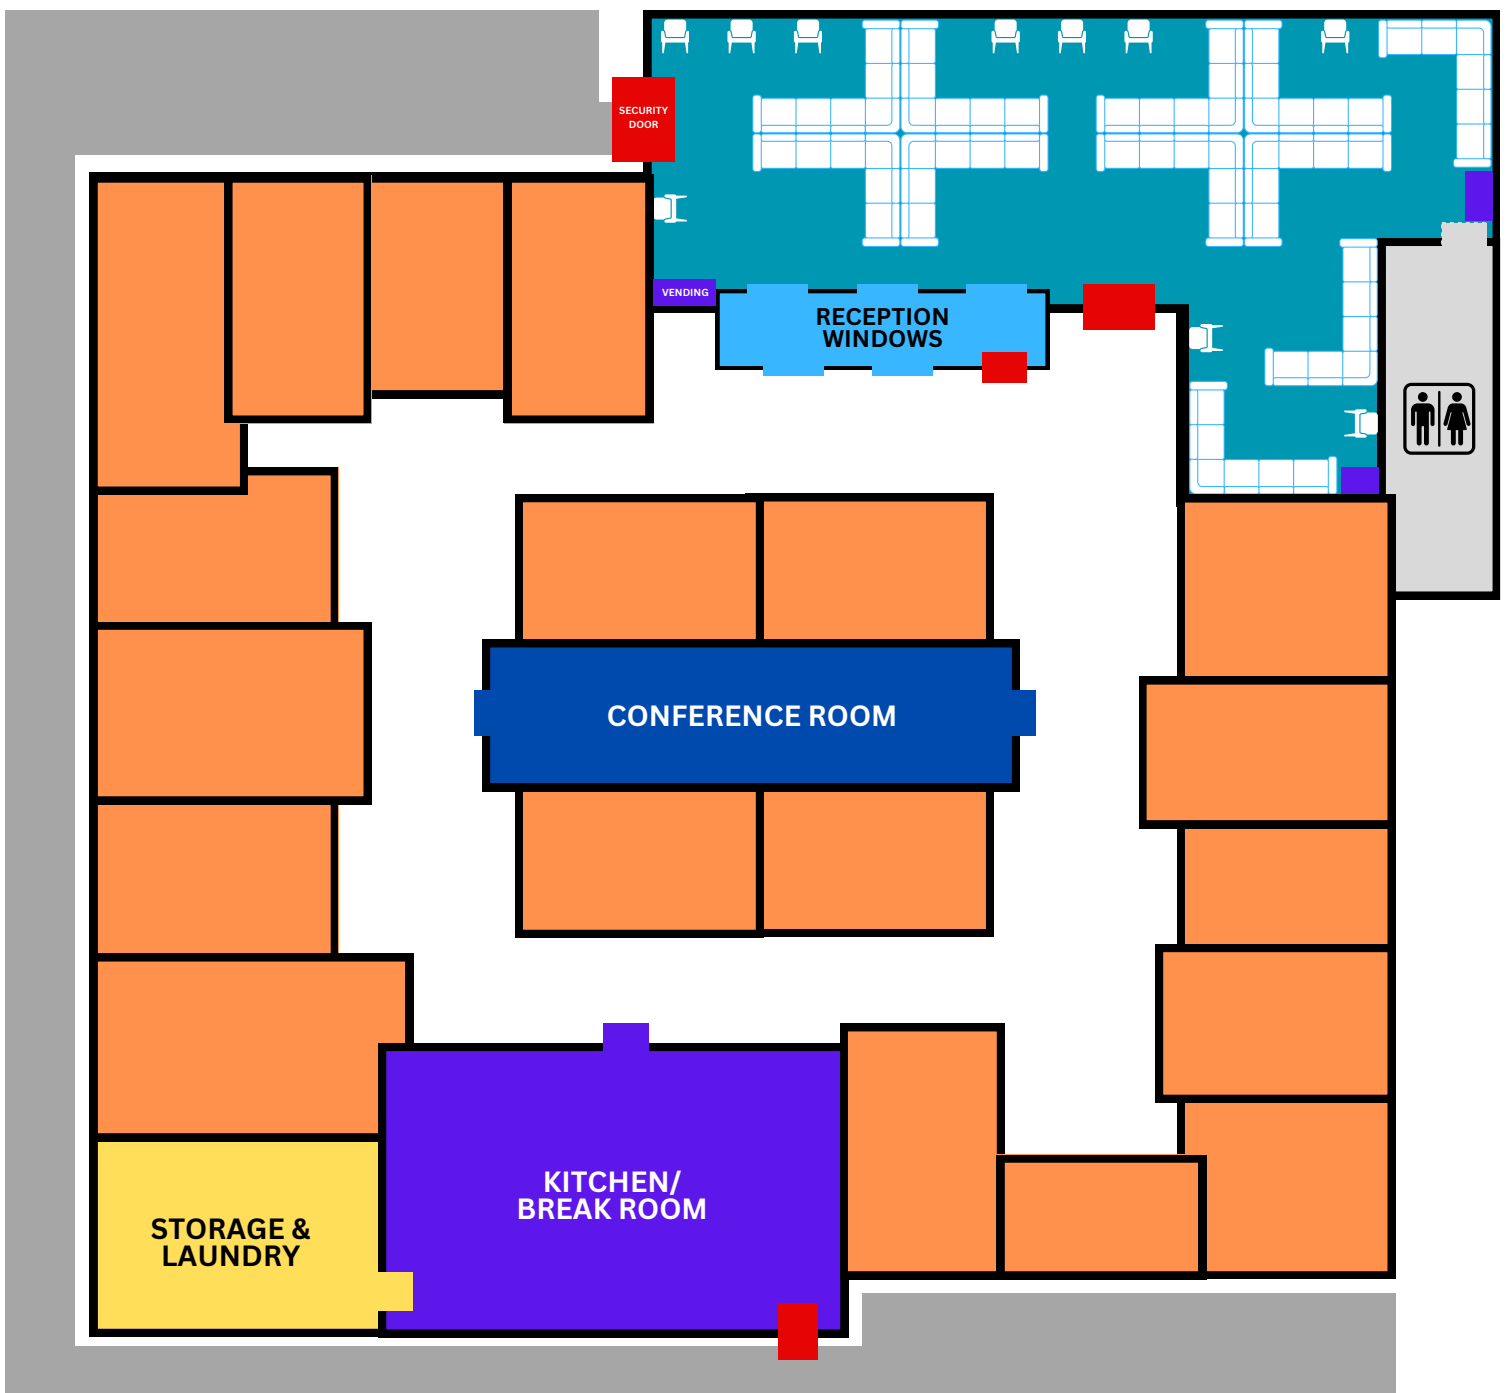 SECURITY
DOOR
VENDING
RECEPTION
WINDOWS
CONFERENCE ROOM
KITCHEN/
BREAK ROOM
STORAGE &
LAUNDRY